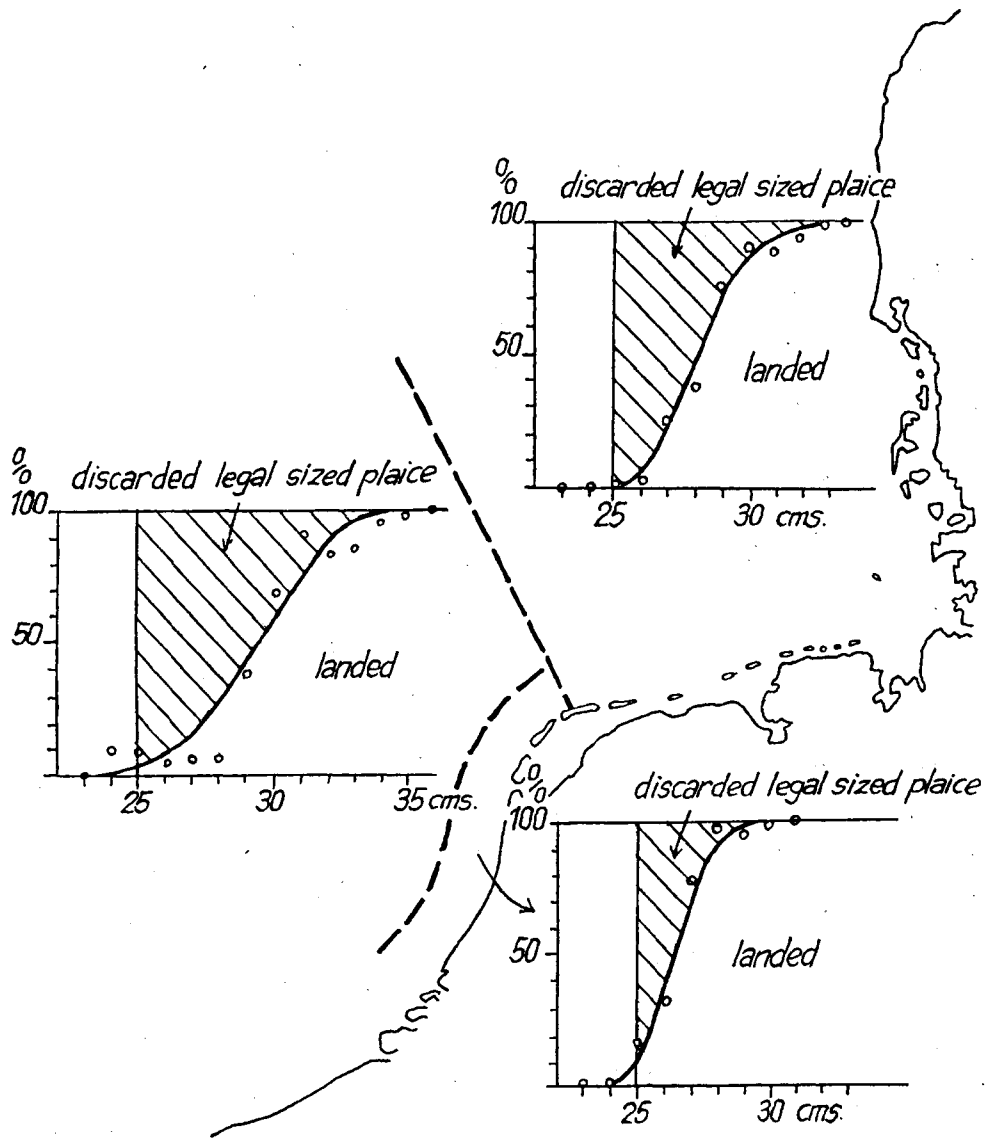 %
discarded legal sized plaice
100
50
landed
25
30 cms.
%
discarded legal sized plaice
100
50
landed
25
30
35 cms.
%
discarded legal sized plaice
100
50
landed
25
30 cms.